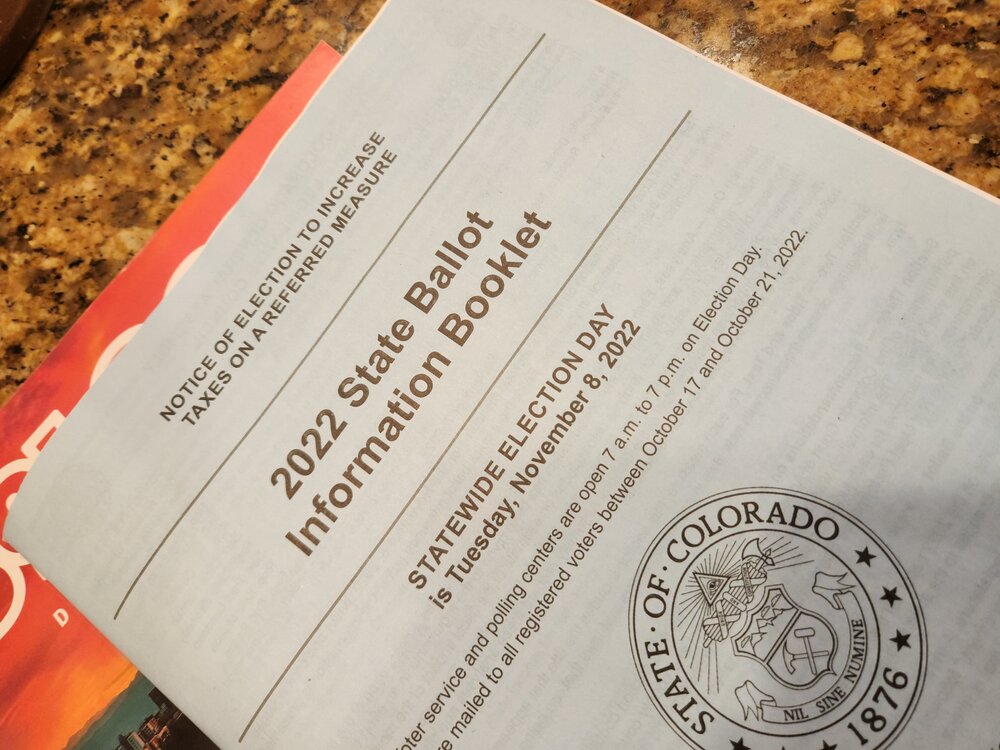 NOTICE OF ELECTION TO INCREASE
TAXES ON A REFERRED MEASURE
2022 State Ballot
Information Booklet
STATEWIDE ELECTION DAY
is Tuesday, November 8, 2022
service and polling centers are open 7 a.m. to 7 p.m. on Election Day.
mailed to all registered voters between October 17 and October 21, 2022.
STATE · OF · COLORADO
NIL SINE NUMINE
1876
D